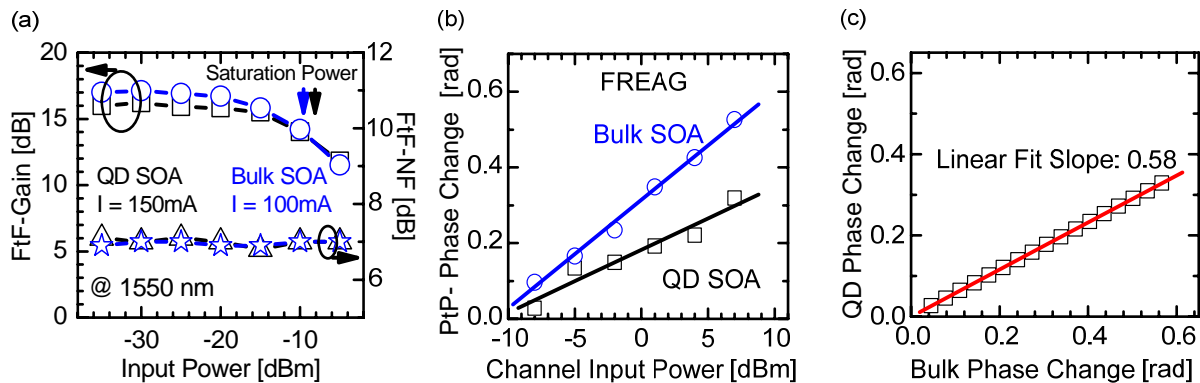 (a)
20
15
10
5
0
FtF-Gain [dB]
12
10
8
6
FtF-NF [dB]
Saturation Power
QD SOA
I = 150mA
Bulk SOA
I = 100mA
@ 1550 nm
-30
-20
-10
Input Power [dBm]
(b)
0.6
0.4
0.2
0.0
PtP- Phase Change [rad]
FREAG
Bulk SOA
QD SOA
-10
-5
0
5
10
Channel Input Power [dBm]
(c)
0.6
0.4
0.2
0.0
QD Phase Change [rad]
Linear Fit Slope: 0.58
0.0
0.2
0.4
0.6
Bulk Phase Change [rad]